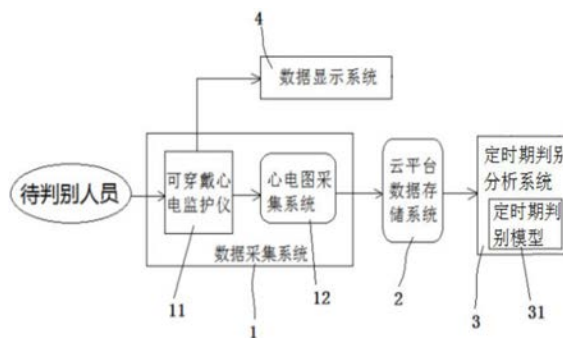 4
数据显示系统
待判别人员
可穿戴心
电监护仪
心电图采
集系统
云平台
数据存
储系统
定时期判别
分析系统
定时期判
别模型
数据采集系统
11
12
1
2
3
31